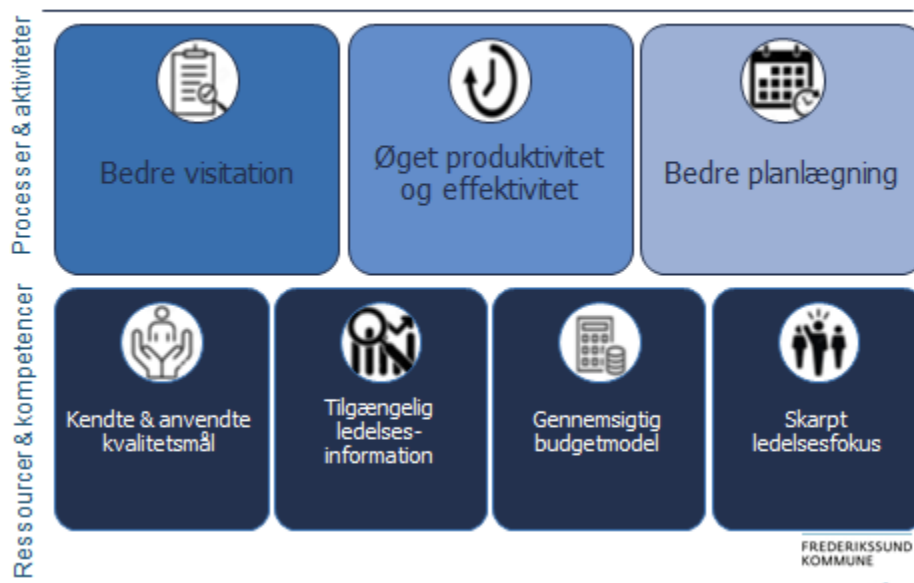 Processer & aktiviteter
Bedre visitation
Øget produktivitet
og effektivitet
Bedre planlægning
Ressourcer & kompetencer
Kendte & anvendte
kvalitetsmål
Tilgængelig
ledelses-
information
Gennemsigtig
budgetmodel
Skarpt
ledelsesfokus
FREDERIKSSUND
KOMMUNE